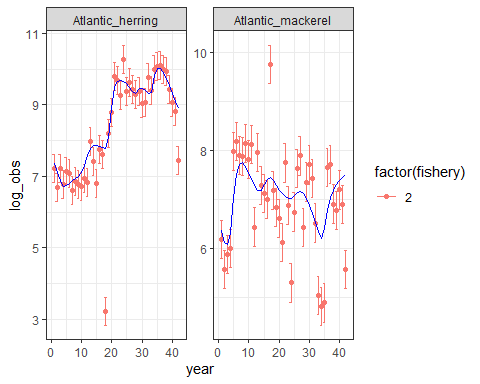 Atlantic_herring
Atlantic_mackerel
11
9
7
5
3
10
8
6
log_obs
0 10 20 30 40
0 10 20 30 40
year
factor(fishery)
2